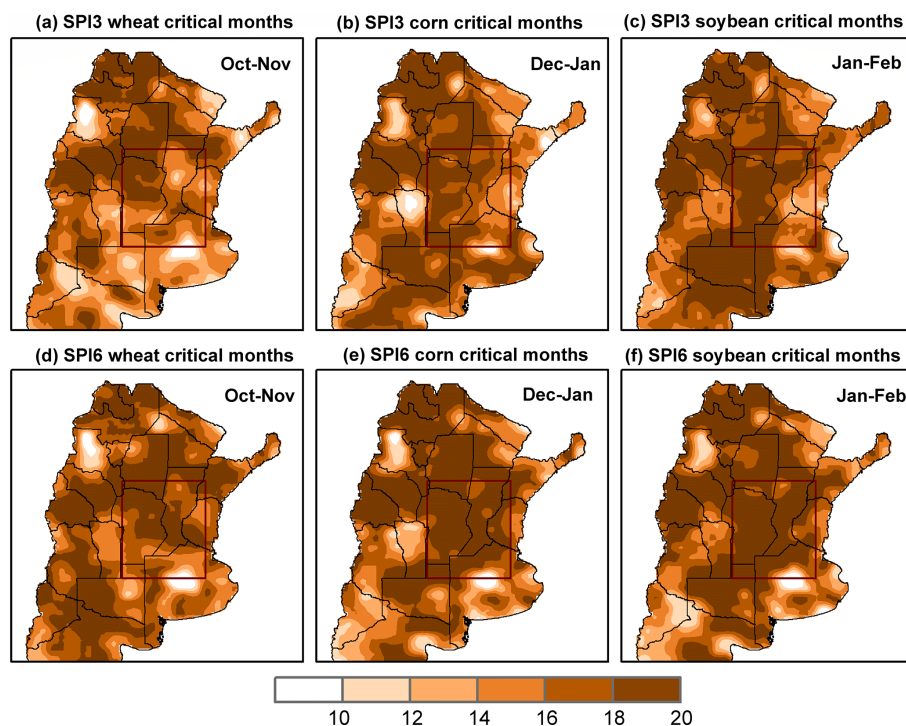 (a) SPI3 wheat critical months
(b) SPI3 corn critical months
(c) SPI3 soybean critical months
Oct-Nov
Dec-Jan
Jan-Feb
(d) SPI6 wheat critical months
(e) SPI6 corn critical months
(f) SPI6 soybean critical months
Oct-Nov
Dec-Jan
Jan-Feb
10 12 14 16 18 20